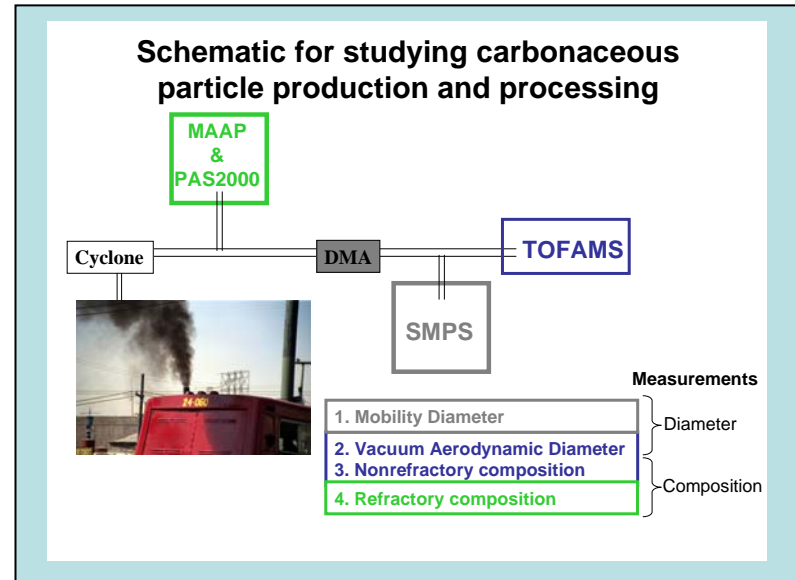 Schematic for studying carbonaceous
particle production and processing
MAAP
&
PAS2000
Cyclone
DMA
TOFAMS
SMPS
24-060
Measurements
1. Mobility Diameter
2. Vacuum Aerodynamic Diameter
3. Nonrefractory composition
4. Refractory composition
Diameter
Composition